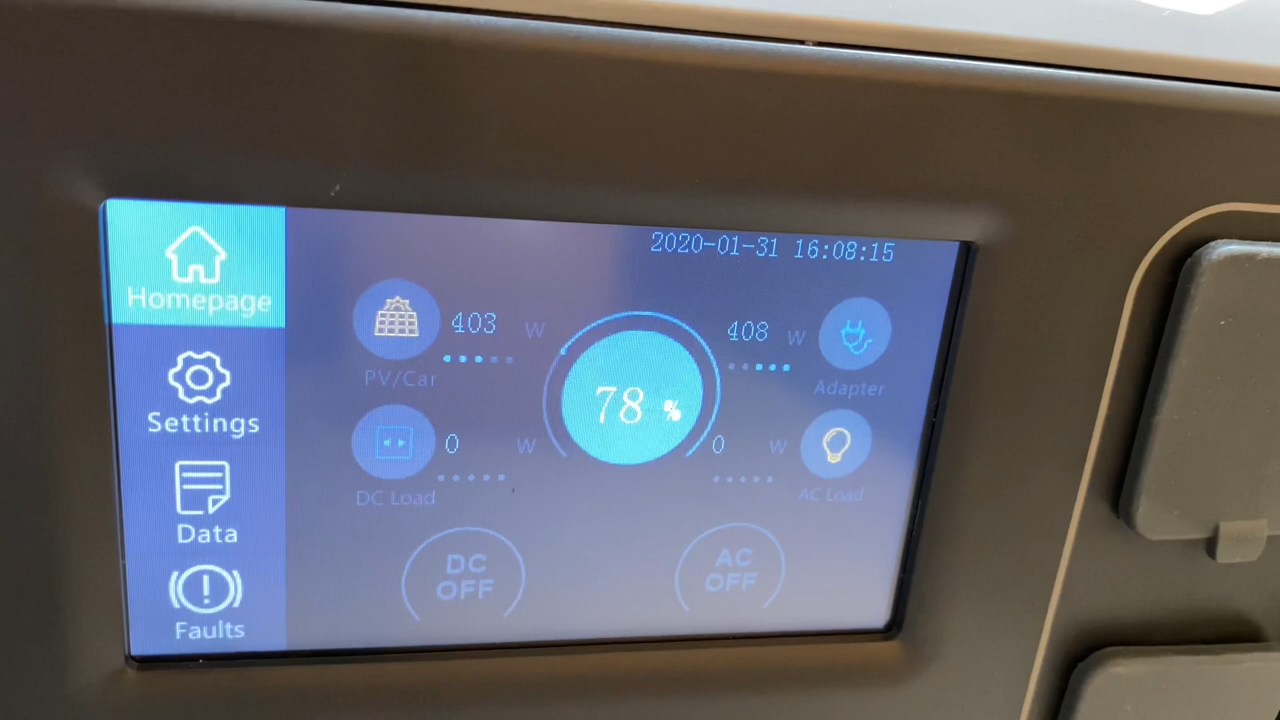 2020-01-31 16:08:15
Homepage
Settings
Data
Faults
403 W
PV/Car
408 W
Adapter
78 %
0 W
DC Load
0 W
AC Load
DC
OFF
AC
OFF